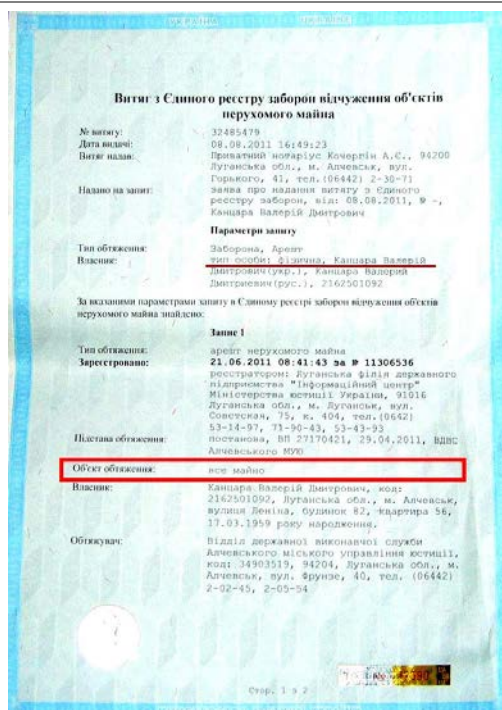 УКРАЇНА
Витяг з Єдиного реєстру заборон відчуження об'єктів
нерухомого майна
№ витягу: 32485479
Дата видачі: 08.08.2011 16:49:23
Витяг надав: Приватний нотаріус Кочергін А.Є., 94200
Луганська обл., м. Алчевськ, вул.
Горького, 41, тел.(06442) 2-30-71
Надано на запит: заява про надання витягу з Єдиного
реєстру заборон, від: 08.08.2011, № -,
Канцара Валерій Дмитрович
Параметри запиту
Тип обтяження: Заборона, Арешт
Власник: тип особи: фізична, Канцара Валерій
Дмитрович(укр.), Канцара Валерий
Дмитриевич(рус.), 2162501092
За вказаними параметрами запиту в Єдиному реєстрі заборон відчуження об'єктів
нерухомого майна знайдено:
Запис 1
Тип обтяження: арешт нерухомого майна
Зареєстровано: 21.06.2011 08:41:43 за № 11306536
реєстратором: Луганська філія державного
підприємства "Інформаційний центр"
Міністерства юстиції України, 91016
Луганська обл., м. Луганськ, вул.
Советская, 75, к. 404, тел.(0642)
53-14-97, 71-90-43, 53-43-93
Підстава обтяження: постанова, ВП 27170421, 29.04.2011, ВДВС
Алчевського МУЮ
Об'єкт обтяження: все майно
Власник: Канцара Валерій Дмитрович, код:
2162501092, Луганська обл., м. Алчевськ,
вулиця Леніна, будинок 82, квартира 56,
17.03.1959 року народження.
Обтяжувач: Відділ державної виконавчої служби
Алчевського міського управління юстиції,
код: 34903519, 94204, Луганська обл., м.
Алчевськ, вул. Фрунзе, 40, тел. (06442)
2-02-45, 2-05-54
Стор. 1 з 2